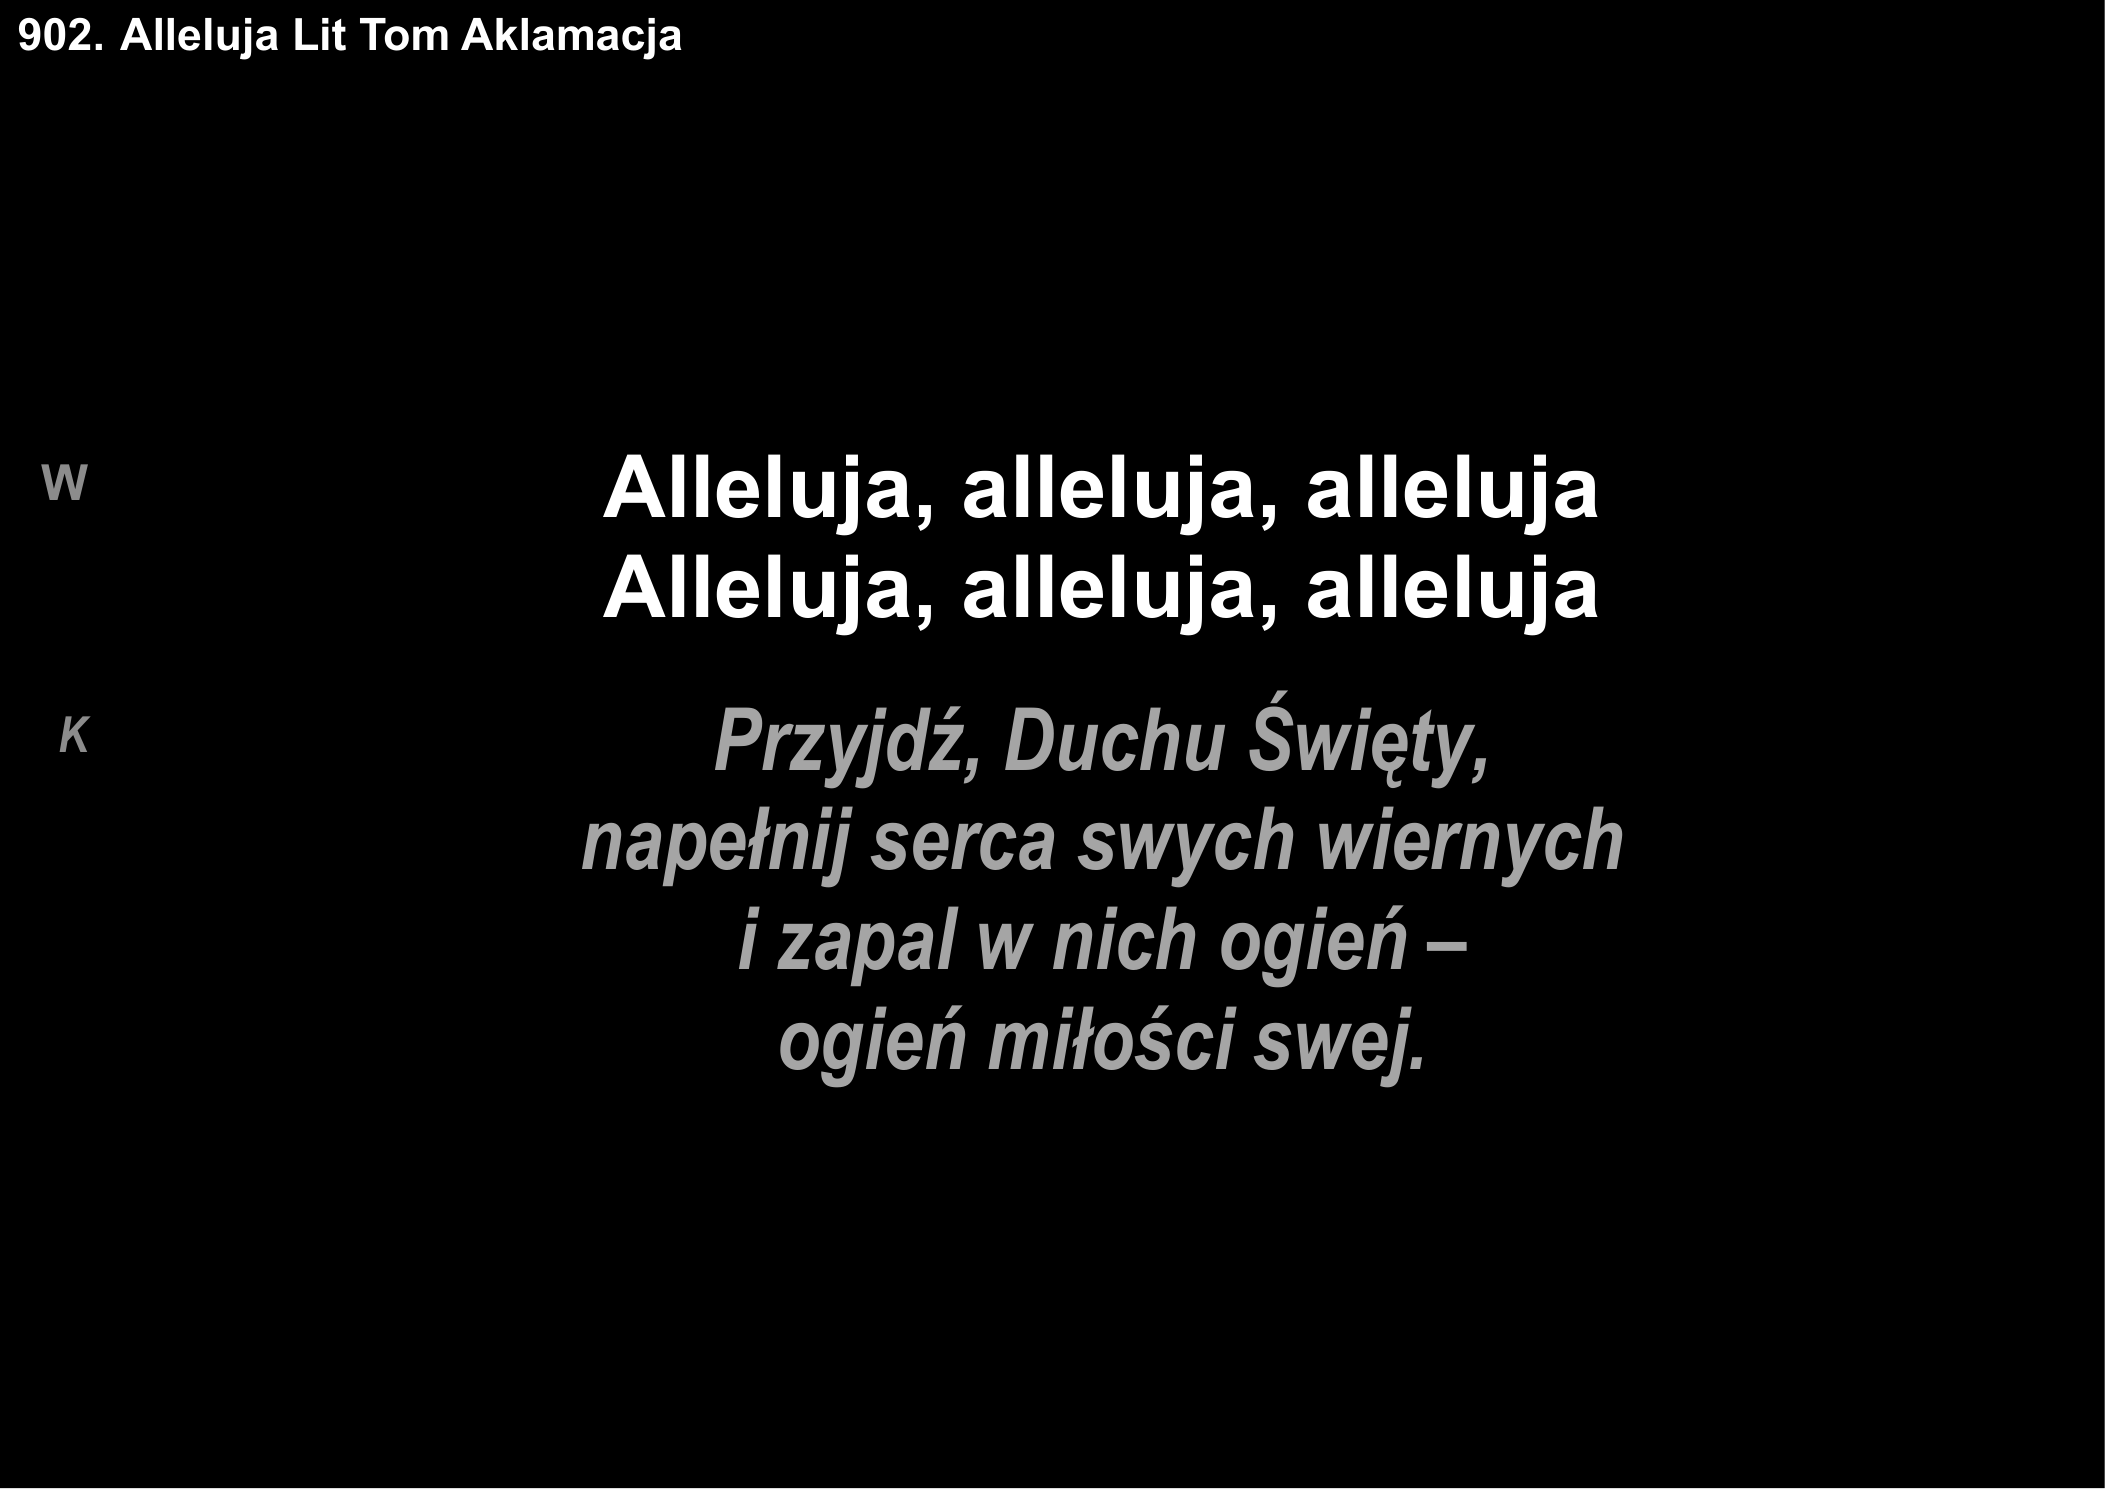 902. Alleluja Lit Tom Aklamacja
W
Alleluja, alleluja, alleluja
Alleluja, alleluja, alleluja
K
Przyjdź, Duchu Święty,
napełnij serca swych wiernych
i zapal w nich ogień –
ogień miłości swej.